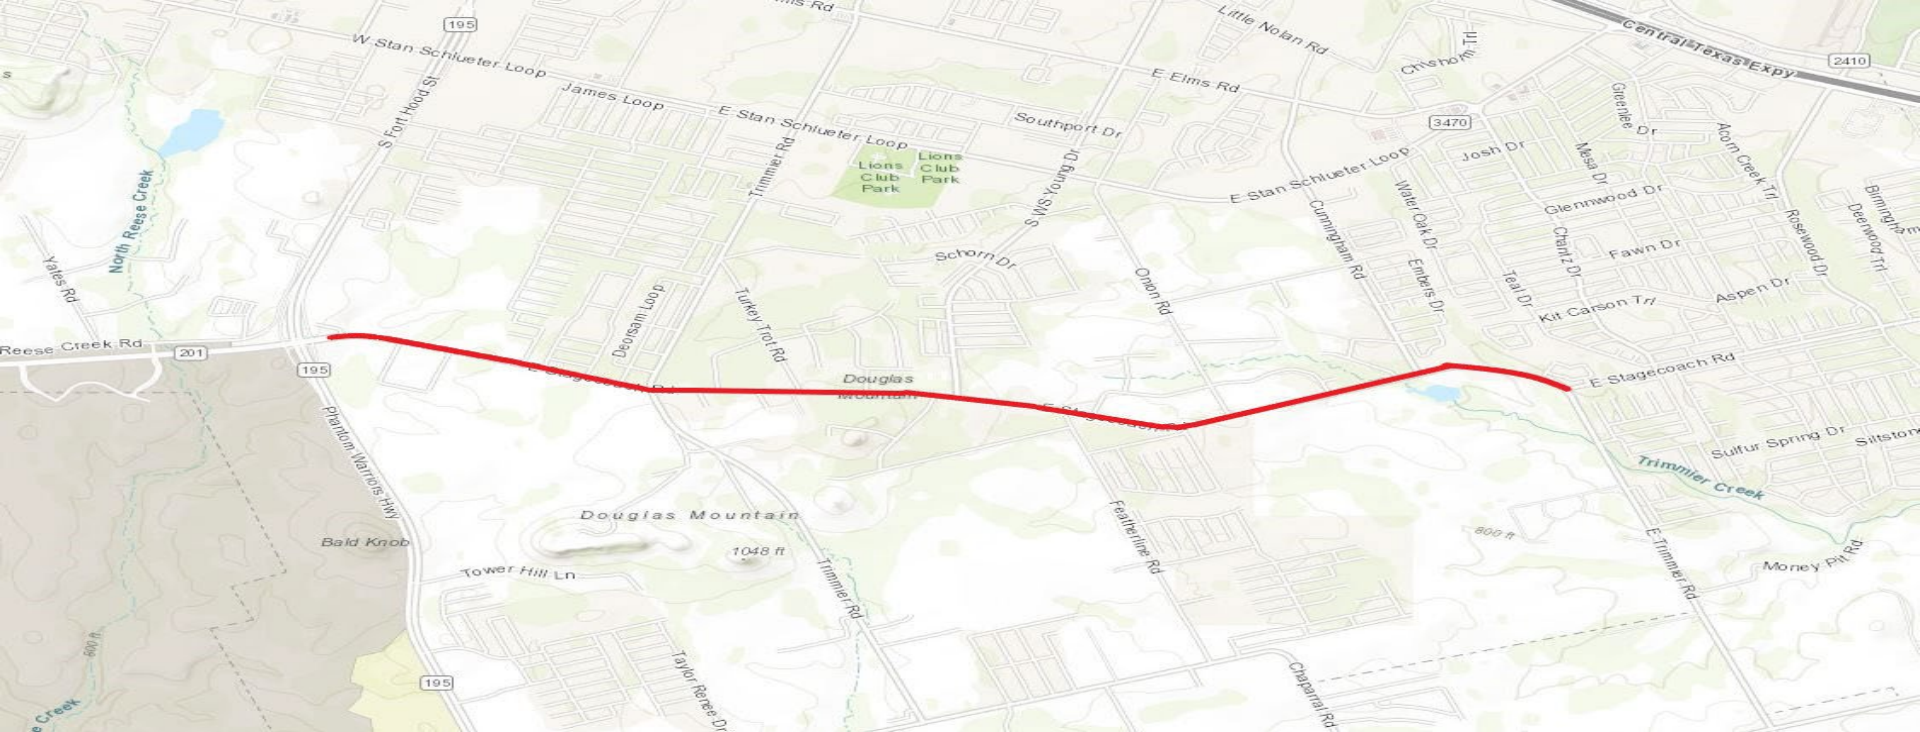 ms Rd
195
W Stan Schlueter Loop
Little Nolan Rd
Chisholm Trl
Central Texas Expy
2410
s
S Fort Hood St
James Loop
E Stan Schlueter Loop
E Elms Rd
Southport Dr
3470
Greenlee Dr
Trimmier Rd
Lions
Club
Park
Lions
Club
Park
S WS Young Dr
E Stan Schlueter Loop
Josh Dr
Mesa Dr
Acorn Creek Trl
North Reese Creek
Cunningham Rd
Water Oak Dr
Glennwood Dr
Birmingh
m
Deerwood Trl
Yates Rd
Schorn Dr
Onion Rd
Embers Dr
Chantz Dr
Fawn Dr
Rosewood Dr
Deorsam Loop
Turkey Trot Rd
Teal Dr
Kit Carson Trl
Aspen Dr
Reese Creek Rd
201
195
E Stagecoach Rd
Douglas
Mountain
E Stagecoach Rd
E Stagecoach Rd
Phantom Warriors Hwy
Sulfur Spring Dr
Siltston
Trimmier Creek
Douglas Mountain
1048 ft
Bald Knob
Tower Hill Ln
Trimmier Rd
Featherline Rd
800 ft
E Trimmier Rd
Money Pit Rd
800 ft
195
Taylor Renee Dr
Chaparral Rd
e Creek